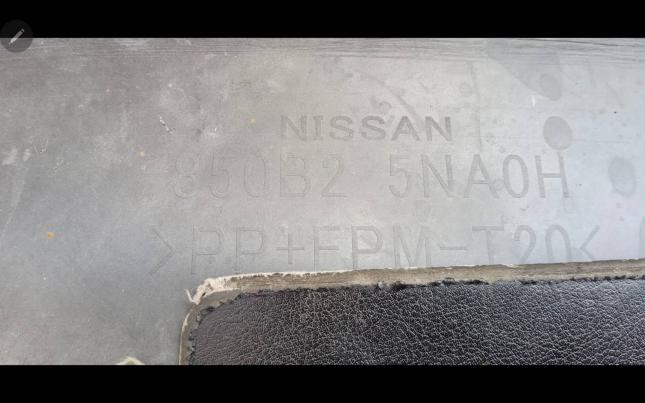 NISSAN
850B2 5NA0H
>PP+EPM-T20<